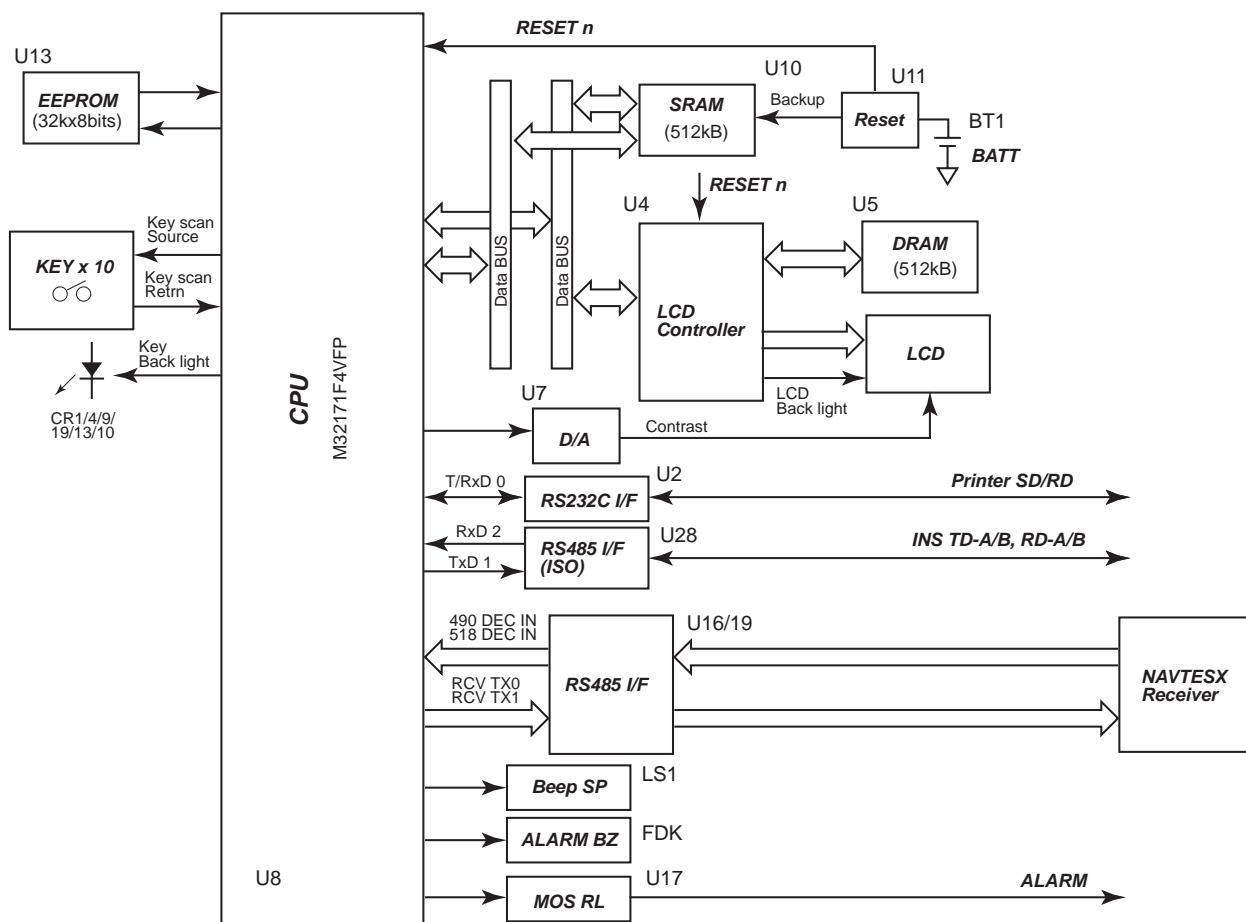 RESET n
U13
EEPROM
(32kx8bits)
U10
SRAM
(512kB)
Backup
U11
Reset
BT1
BATT
RESET n
Key scan
Source
KEY x 10
Key scan
Retrn
Key
Back light
CR1/4/9/
19/13/10
Data BUS
Data BUS
U4
LCD
Controller
U5
DRAM
(512kB)
LCD
LCD
Back light
CPU
M32171F4VFP
U7
D/A
Contrast
T/RxD 0
U2
RS232C I/F
Printer SD/RD
RxD 2
TxD 1
RS485 I/F
(ISO)
U28
INS TD-A/B, RD-A/B
490 DEC IN
518 DEC IN
RCV TX0
RCV TX1
RS485 I/F
U16/19
NAVTESX
Receiver
Beep SP
LS1
ALARM BZ
FDK
U8
MOS RL
U17
ALARM